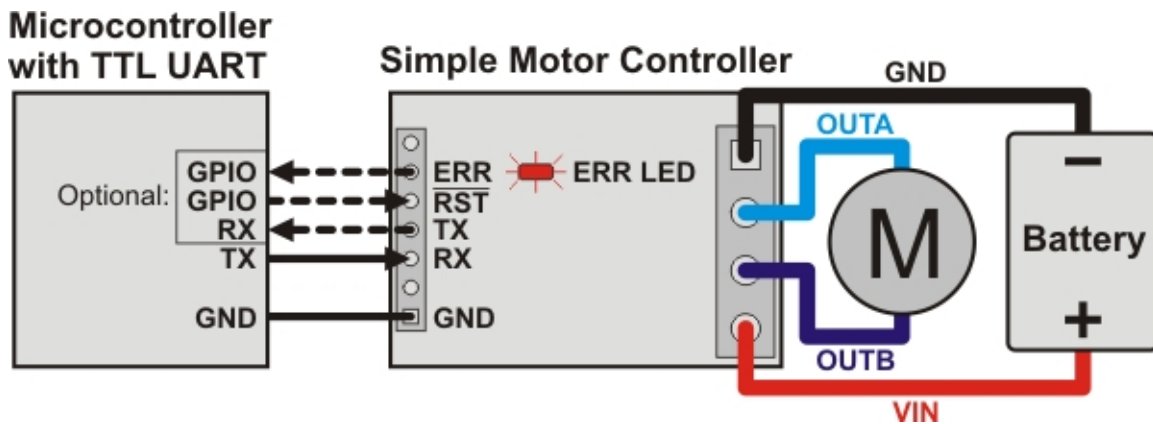 Microcontroller
with TTL UART
Simple Motor Controller
GND
OUTA
Optional:
GPIO
GPIO
RX
TX
GND
ERR
RST
TX
RX
GND
ERR LED
M
OUTB
VIN
−
Battery
+